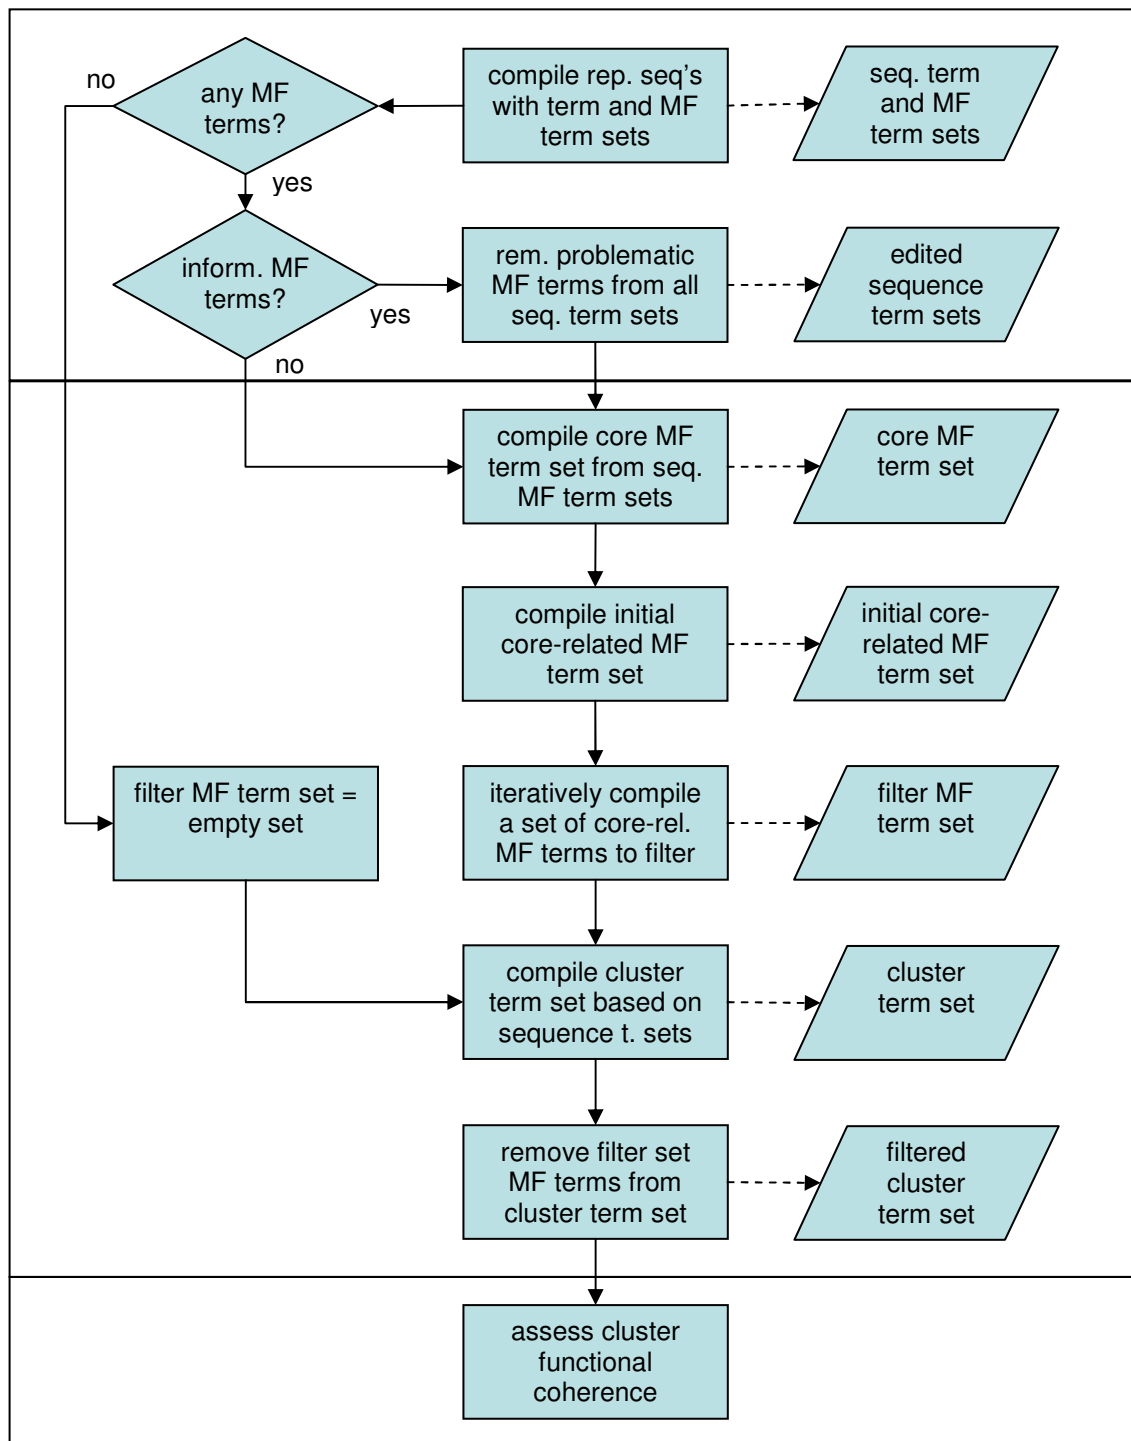 no
any MF
terms?
compile rep. seq's
with term and MF
term sets
seq. term
and MF
term sets
yes
inform. MF
terms?
yes
rem. problematic
MF terms from all
seq. term sets
edited
sequence
term sets
no
compile core MF
term set from seq.
MF term sets
core MF
term set
compile initial
core-related MF
term set
initial core-
related MF
term set
filter MF term set =
empty set
iteratively compile
a set of core-rel.
MF terms to filter
filter MF
term set
compile cluster
term set based on
sequence t. sets
cluster
term set
remove filter set
MF terms from
cluster term set
filtered
cluster
term set
assess cluster
functional
coherence